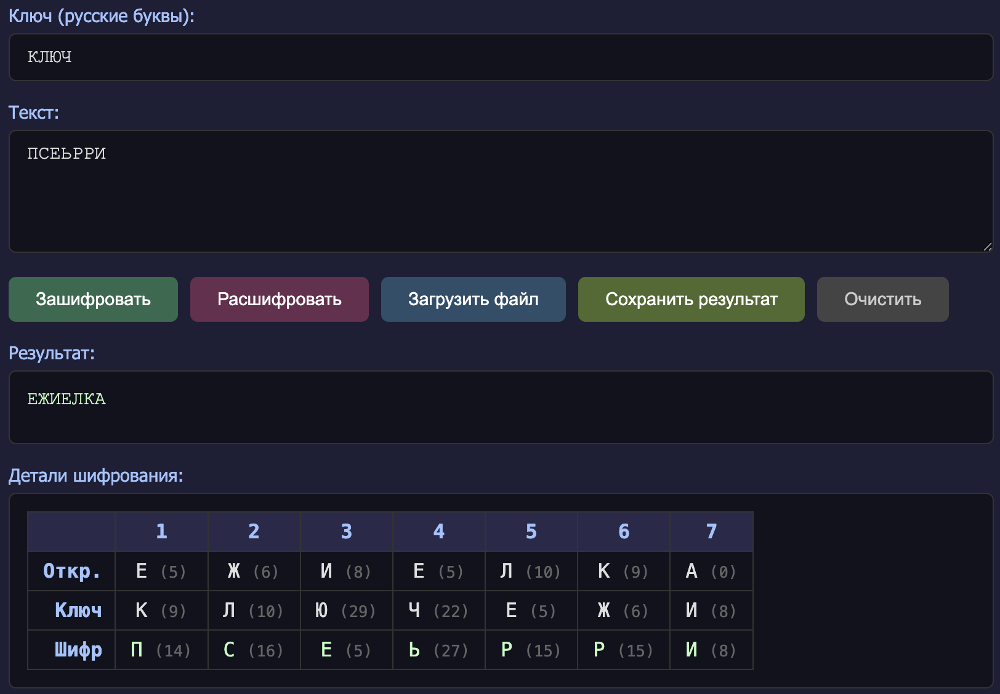 Ключ (русские буквы):
КЛЮЧ
Текст:
ПСЕЬРРИ
Зашифровать Расшифровать Загрузить файл Сохранить результат Очистить
Результат:
ЕЖИЕЛКА
Детали шифрования:
1 2 3 4 5 6 7
Откр. Е (5) Ж (6) И (8) Е (5) Л (10) К (9) А (0)
Ключ К (9) Л (10) Ю (29) Ч (22) Е (5) Ж (6) И (8)
Шифр П (14) С (16) Е (5) Ь (27) Р (15) Р (15) И (8)